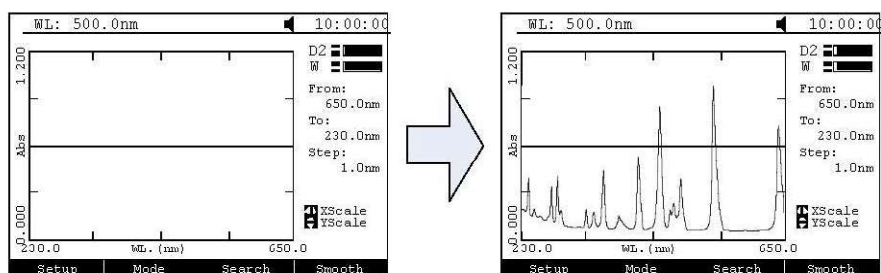 WL: 500.0nm 10:00:00
D2
W
From:
650.0nm
To:
230.0nm
Step:
1.0nm
XScale
YScale
1.200
Abs
0.000
230.0 WL.(nm) 650.0
Setup Mode Search Smooth
WL: 500.0nm 10:00:00
D2
W
From:
650.0nm
To:
230.0nm
Step:
1.0nm
XScale
YScale
1.200
Abs
0.000
230.0 WL.(nm) 650.0
Setup Mode Search Smooth